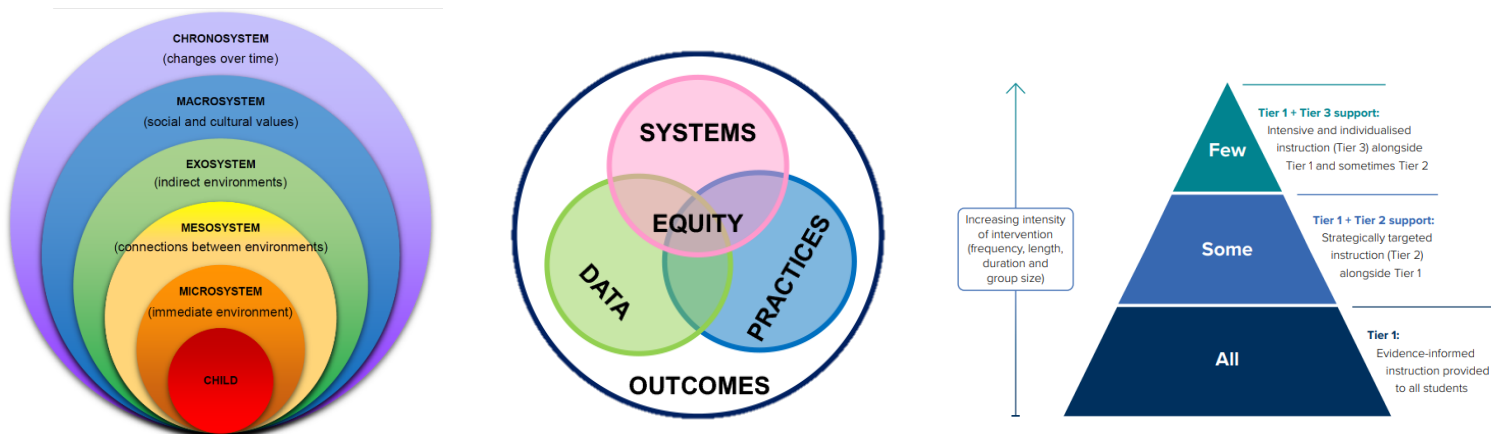 CHRONOSYSTEM
(changes over time)
MACROSYSTEM
(social and cultural values)
EXOSYSTEM
(indirect environments)
MESOSYSTEM
(connections between environments)
MICROSYSTEM
(immediate environment)
CHILD
SYSTEMS
EQUITY
DATA
PRACTICES
OUTCOMES
Increasing intensity
of intervention
(frequency, length,
duration and
group size)
Few
Tier 1 + Tier 3 support:
Intensive and individualised
instruction (Tier 3) alongside
Tier 1 and sometimes Tier 2
Some
Tier 1 + Tier 2 support:
Strategically targeted
instruction (Tier 2)
alongside Tier 1
All
Tier 1:
Evidence-informed
instruction provided
to all students